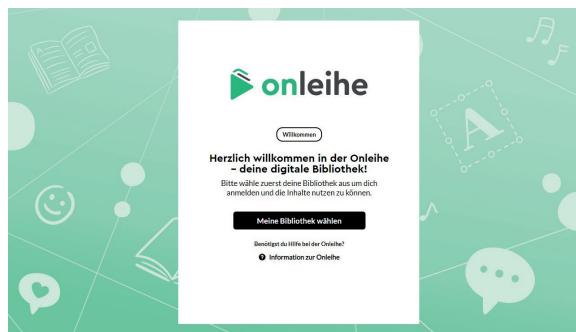 onleihe
Willkommen
Herzlich willkommen in der Onleihe
– deine digitale Bibliothek!
Bitte wähle zuerst deine Bibliothek aus um dich
anmelden und die Inhalte nutzen zu können.
Meine Bibliothek wählen
Benötigst du Hilfe bei der Onleihe?
Information zur Onleihe
A
A